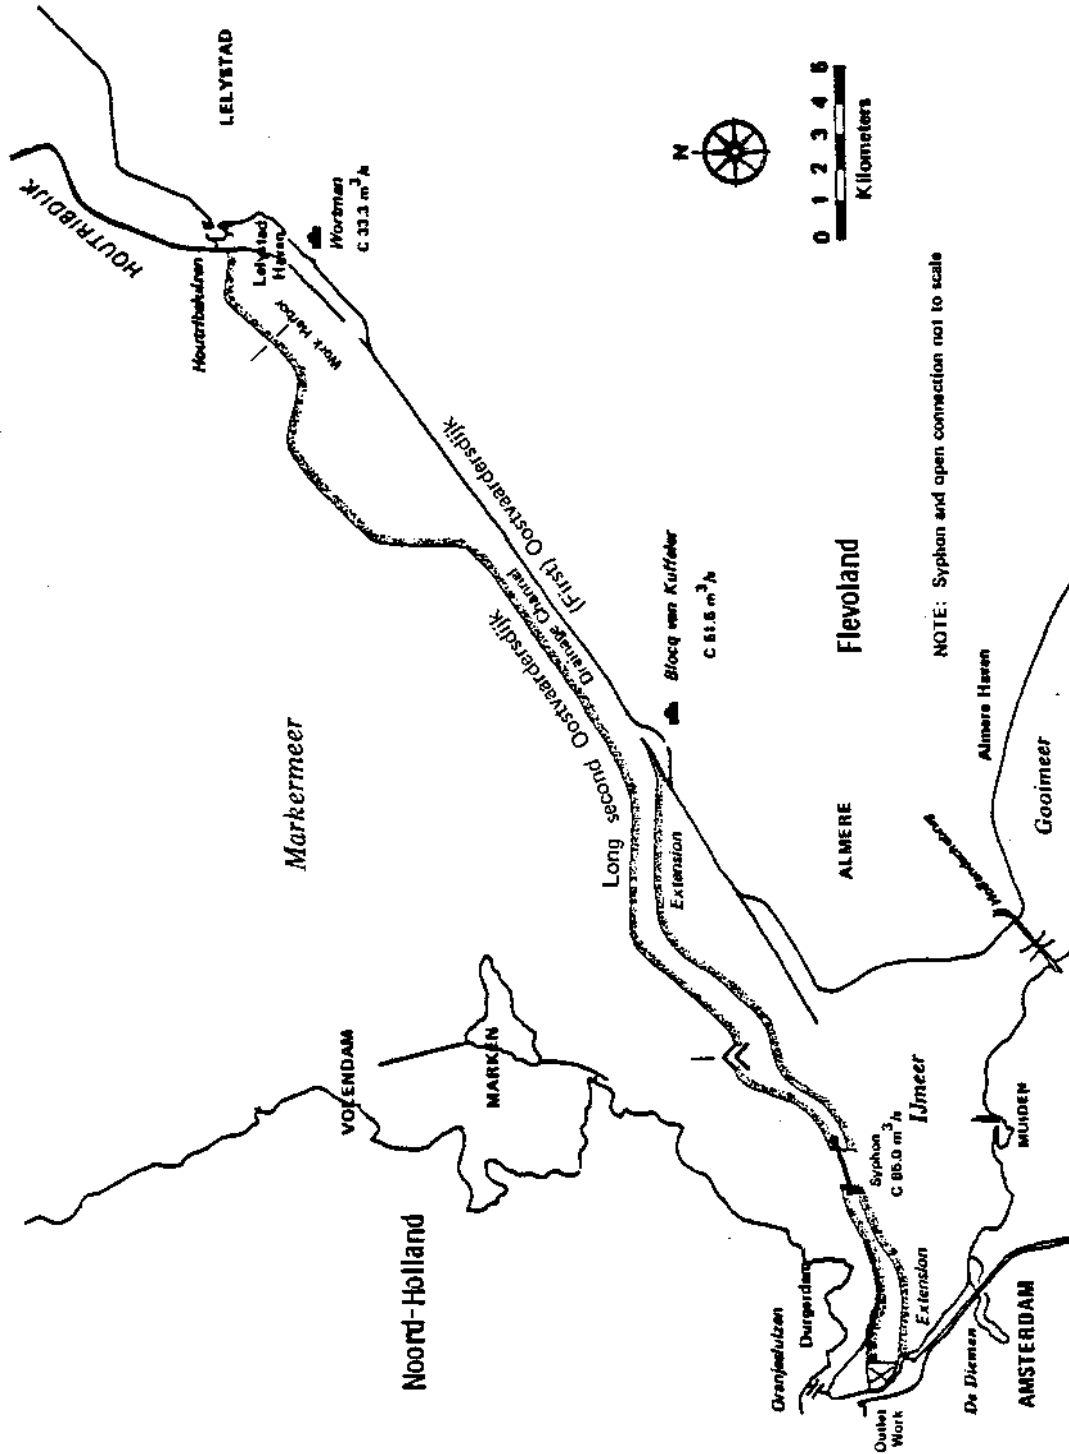 HOUTRIBDIJK
LELYSTAD
Houtribsluizen
Lelystad
Haven
Work Harbor
Wortman
C 33.3 m³/s
N
0 1 2 3 4 5
Kilometers
Markermeer
(First) Oostvaardersdijk
Drainage Channel
Long second Oostvaardersdijk
Blocq van Kuffeler
C 51.6 m³/s
Flevoland
NOTE: Syphon and open connection not to scale
Extension
ALMERE
Almere Haven
Gooimeer
Hollandsebrug
VOLENDAM
MARKEN
Noord-Holland
IJmeer
Syphon
C 85.0 m³/s
MUIDEN
Extension
Oranjesluizen
Durgerdam
De Diemen
AMSTERDAM
Outlet
Work